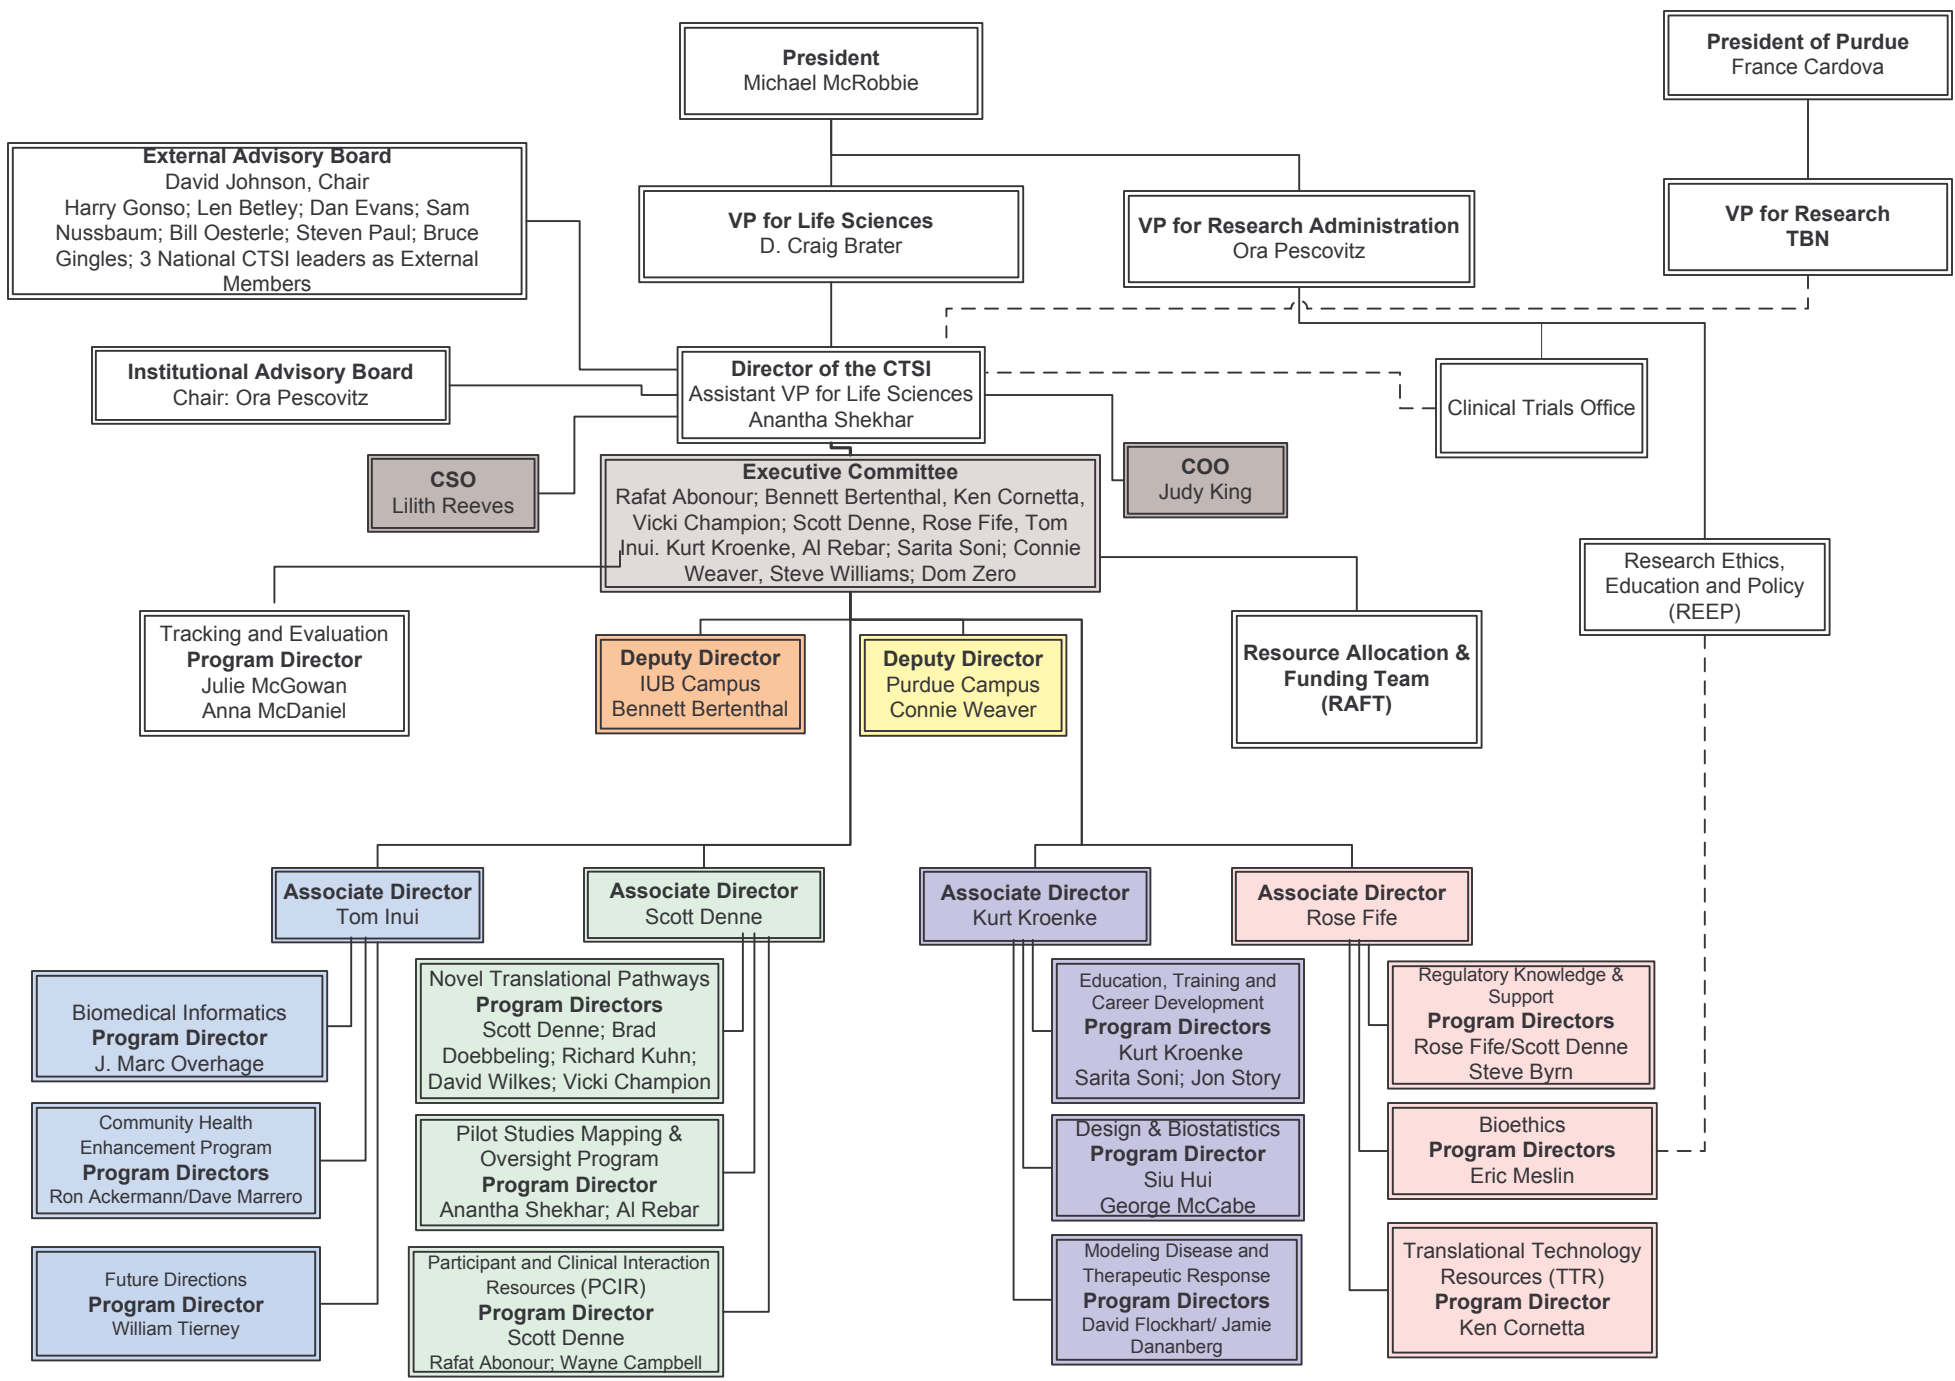 President
Michael McRobbie
President of Purdue
France Cardova
External Advisory Board
David Johnson, Chair
Harry Gonso; Len Betley; Dan Evans; Sam
Nussbaum; Bill Oesterle; Steven Paul; Bruce
Gingles; 3 National CTSI leaders as External
Members
VP for Life Sciences
D. Craig Brater
VP for Research Administration
Ora Pescovitz
VP for Research
TBN
Institutional Advisory Board
Chair: Ora Pescovitz
Director of the CTSI
Assistant VP for Life Sciences
Anantha Shekhar
Clinical Trials Office
CSO
Lilith Reeves
Executive Committee
Rafat Abonour; Bennett Bertenthal, Ken Cornetta,
Vicki Champion; Scott Denne, Rose Fife, Tom
Inui. Kurt Kroenke, Al Rebar; Sarita Soni; Connie
Weaver, Steve Williams; Dom Zero
COO
Judy King
Research Ethics,
Education and Policy
(REEP)
Tracking and Evaluation
Program Director
Julie McGowan
Anna McDaniel
Deputy Director
IUB Campus
Bennett Bertenthal
Deputy Director
Purdue Campus
Connie Weaver
Resource Allocation &
Funding Team
(RAFT)
Associate Director
Tom Inui
Associate Director
Scott Denne
Associate Director
Kurt Kroenke
Associate Director
Rose Fife
Biomedical Informatics
Program Director
J. Marc Overhage
Community Health
Enhancement Program
Program Directors
Ron Ackermann/Dave Marrero
Future Directions
Program Director
William Tierney
Novel Translational Pathways
Program Directors
Scott Denne; Brad
Doebbeling; Richard Kuhn;
David Wilkes; Vicki Champion
Pilot Studies Mapping &
Oversight Program
Program Director
Anantha Shekhar; Al Rebar
Participant and Clinical Interaction
Resources (PCIR)
Program Director
Scott Denne
Rafat Abonour; Wayne Campbell
Education, Training and
Career Development
Program Directors
Kurt Kroenke
Sarita Soni; Jon Story
Design & Biostatistics
Program Director
Siu Hui
George McCabe
Modeling Disease and
Therapeutic Response
Program Directors
David Flockhart/ Jamie
Dananberg
Regulatory Knowledge &
Support
Program Directors
Rose Fife/Scott Denne
Steve Byrn
Bioethics
Program Directors
Eric Meslin
Translational Technology
Resources (TTR)
Program Director
Ken Cornetta